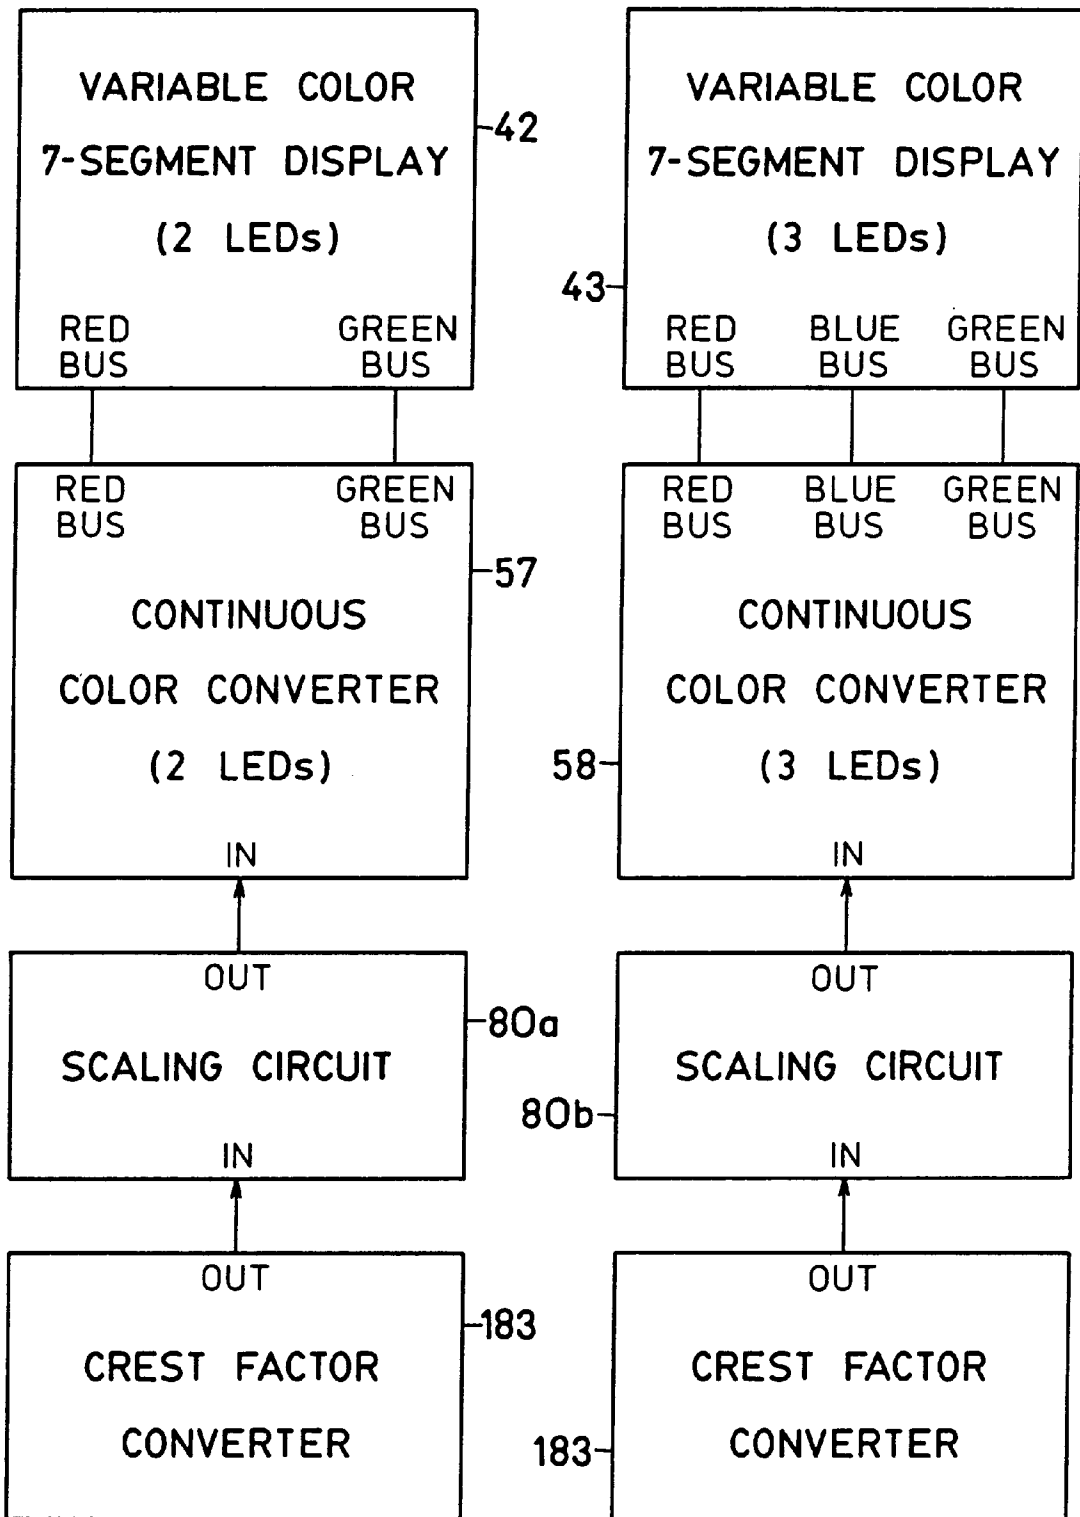 VARIABLE COLOR
7-SEGMENT DISPLAY
(2 LEDs)
42
RED BUS
GREEN BUS
RED BUS
GREEN BUS
57
CONTINUOUS
COLOR CONVERTER
(2 LEDs)
IN
OUT
80a
SCALING CIRCUIT
IN
OUT
183
CREST FACTOR
CONVERTER
VARIABLE COLOR
7-SEGMENT DISPLAY
(3 LEDs)
43
RED BUS
BLUE BUS
GREEN BUS
RED BUS
BLUE BUS
GREEN BUS
CONTINUOUS
COLOR CONVERTER
58
(3 LEDs)
IN
OUT
SCALING CIRCUIT
80b
IN
OUT
CREST FACTOR
CONVERTER
183